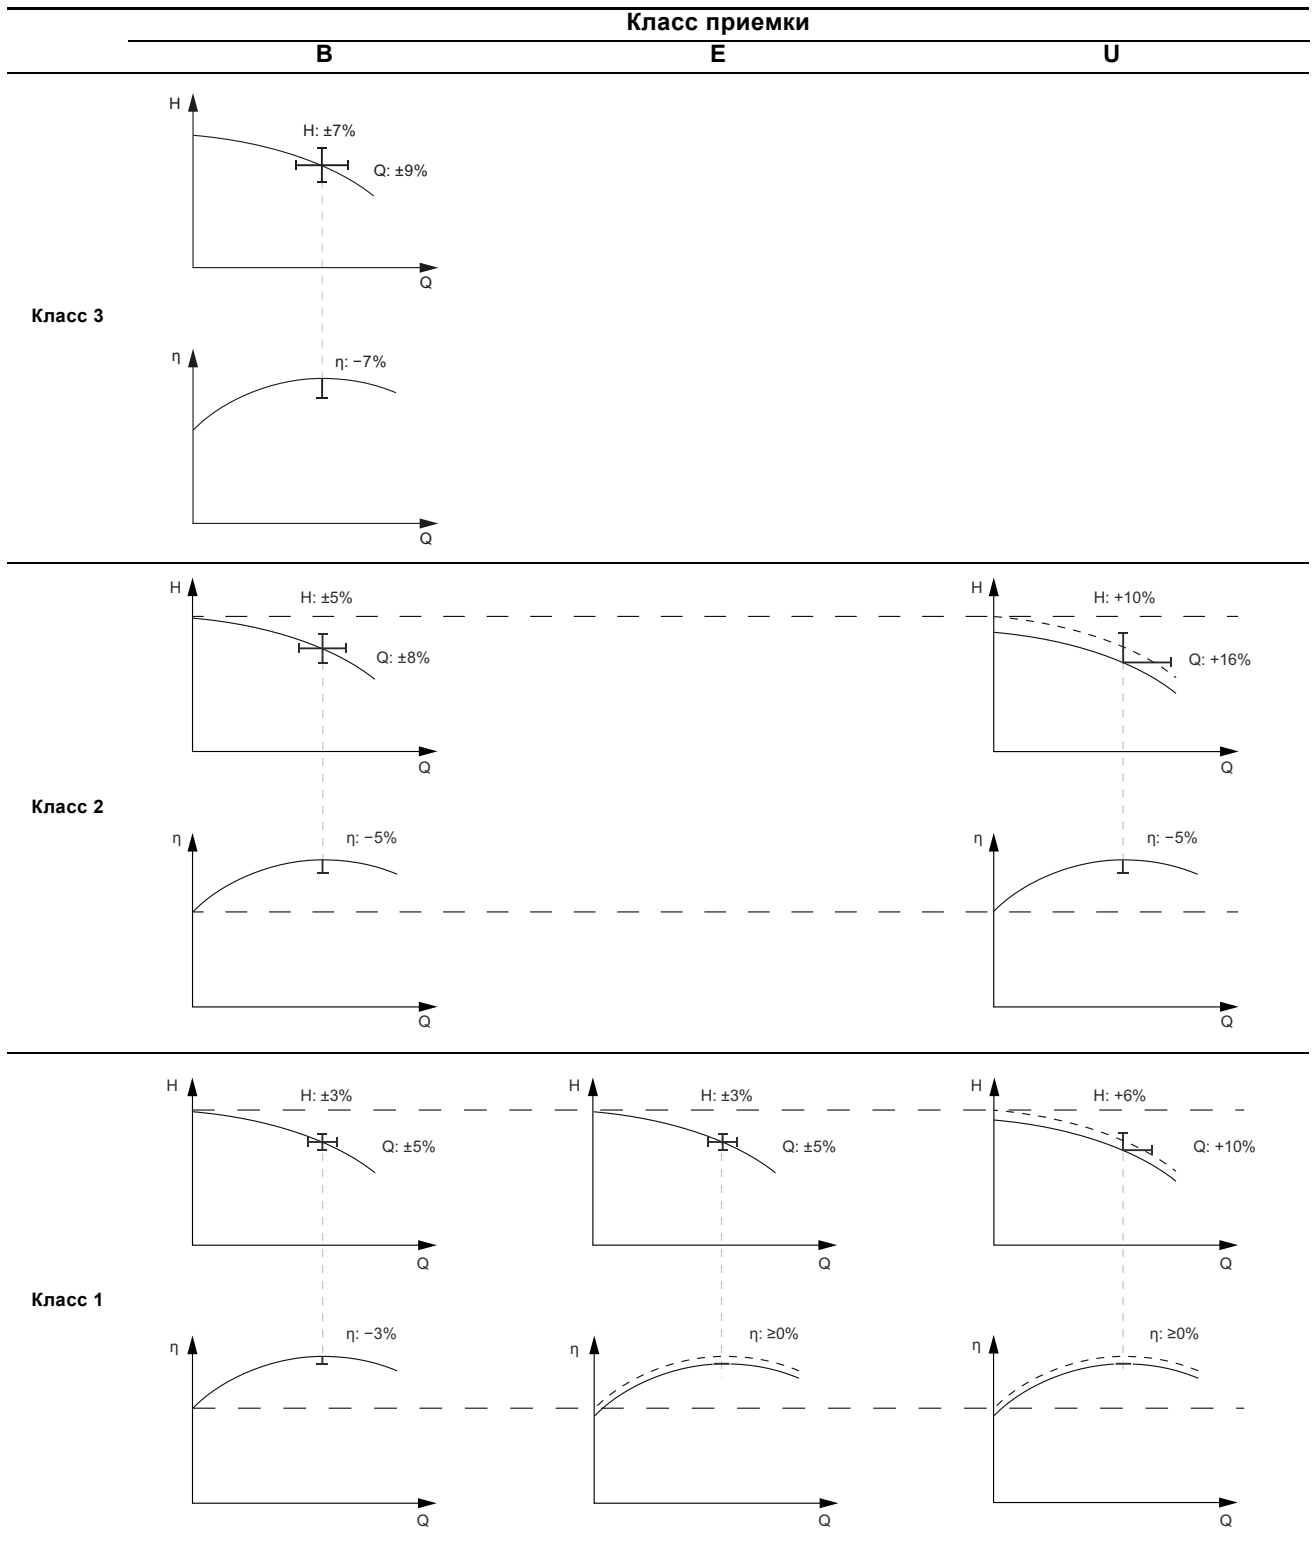 Класс приемки
B E U
H
H: ±7%
Q: ±9%
Q
Класс 3
η
η: −7%
Q
H
H: ±5%
Q: ±8%
Q
H
H: +10%
Q: +16%
Q
Класс 2
η
η: −5%
Q
η
η: −5%
Q
H
H: ±3%
Q: ±5%
Q
H
H: ±3%
Q: ±5%
Q
H
H: +6%
Q: +10%
Q
Класс 1
η
η: −3%
Q
η
η: ≥0%
Q
η
η: ≥0%
Q